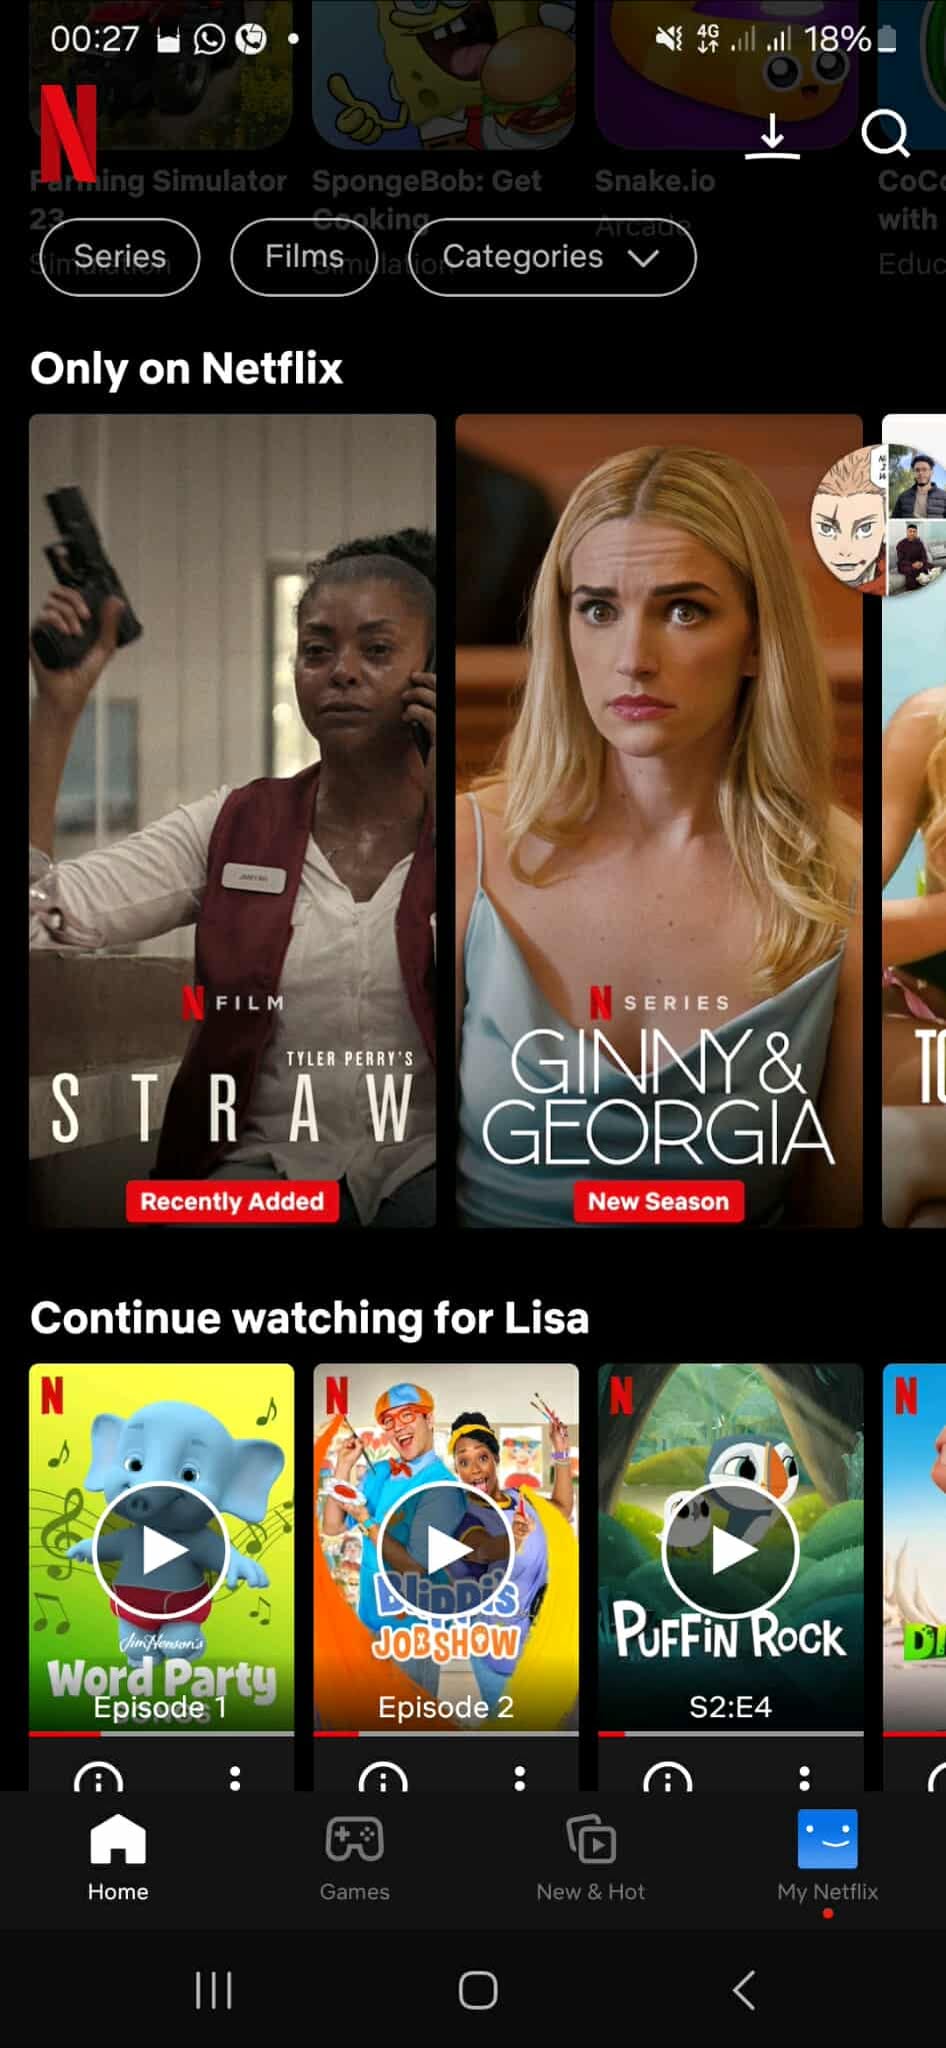 00:27
4G
18%
N
Farming Simulator
23
Simulation
SpongeBob: Get
Cooking
Simulation
Snake.io
Arcade
with
Series
Films
Categories
Only on Netflix
N FILM
TYLER PERRY'S
STRAW
Recently Added
N SERIES
GINNY &
GEORGIA
New Season
Continue watching for Lisa
N
Jim Henson's
Word Party
SONGS
Episode 1
N
Blippi's
JOB SHOW
Episode 2
N
PUFFIN ROCK
S2:E4
N
Home
Games
New & Hot
My Netflix